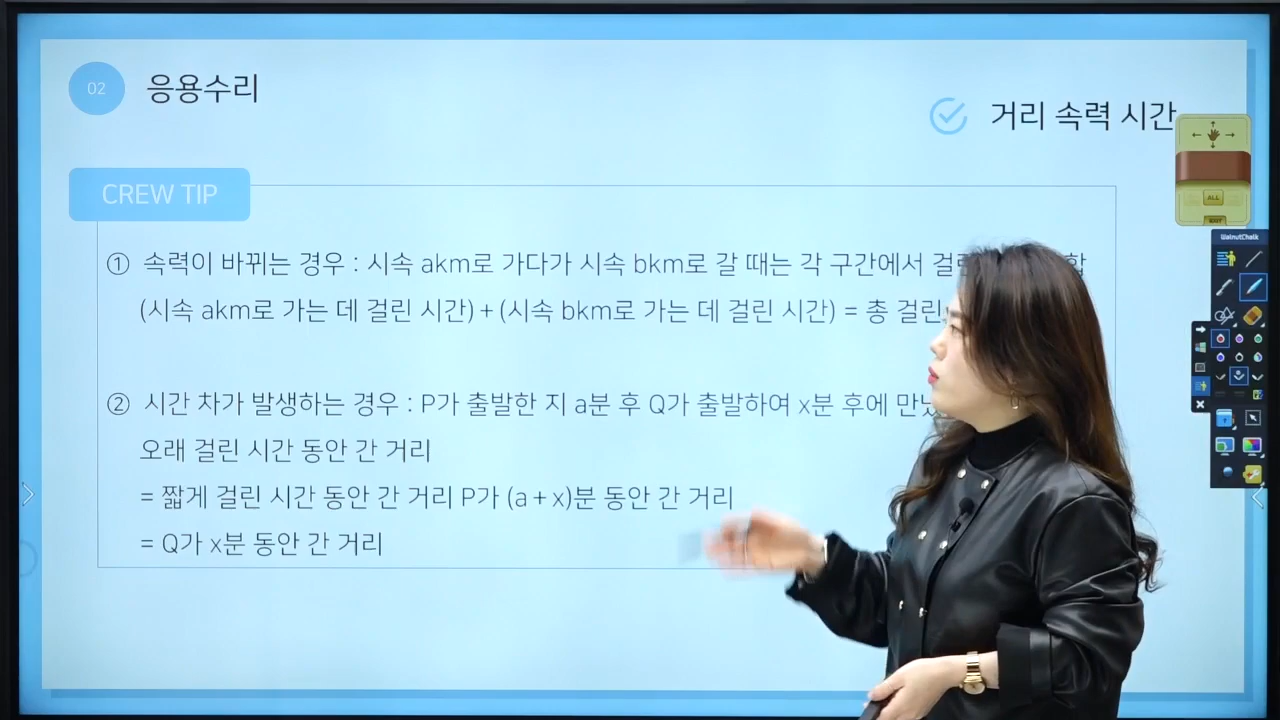 02
응용수리
거리 속력 시간
CREW TIP
① 속력이 바뀌는 경우 : 시속 akm로 가다가 시속 bkm로 갈 때는 각 구간에서
(시속 akm로 가는 데 걸린 시간) + (시속 bkm로 가는 데 걸린 시간) = 총 걸린
② 시간 차가 발생하는 경우 : P가 출발한 지 a분 후 Q가 출발하여 x분 후에
오래 걸린 시간 동안 간 거리
= 짧게 걸린 시간 동안 간 거리 P가 (a + x)분 동안 간 거리
= Q가 x분 동안 간 거리
ALL
WalnutChalk